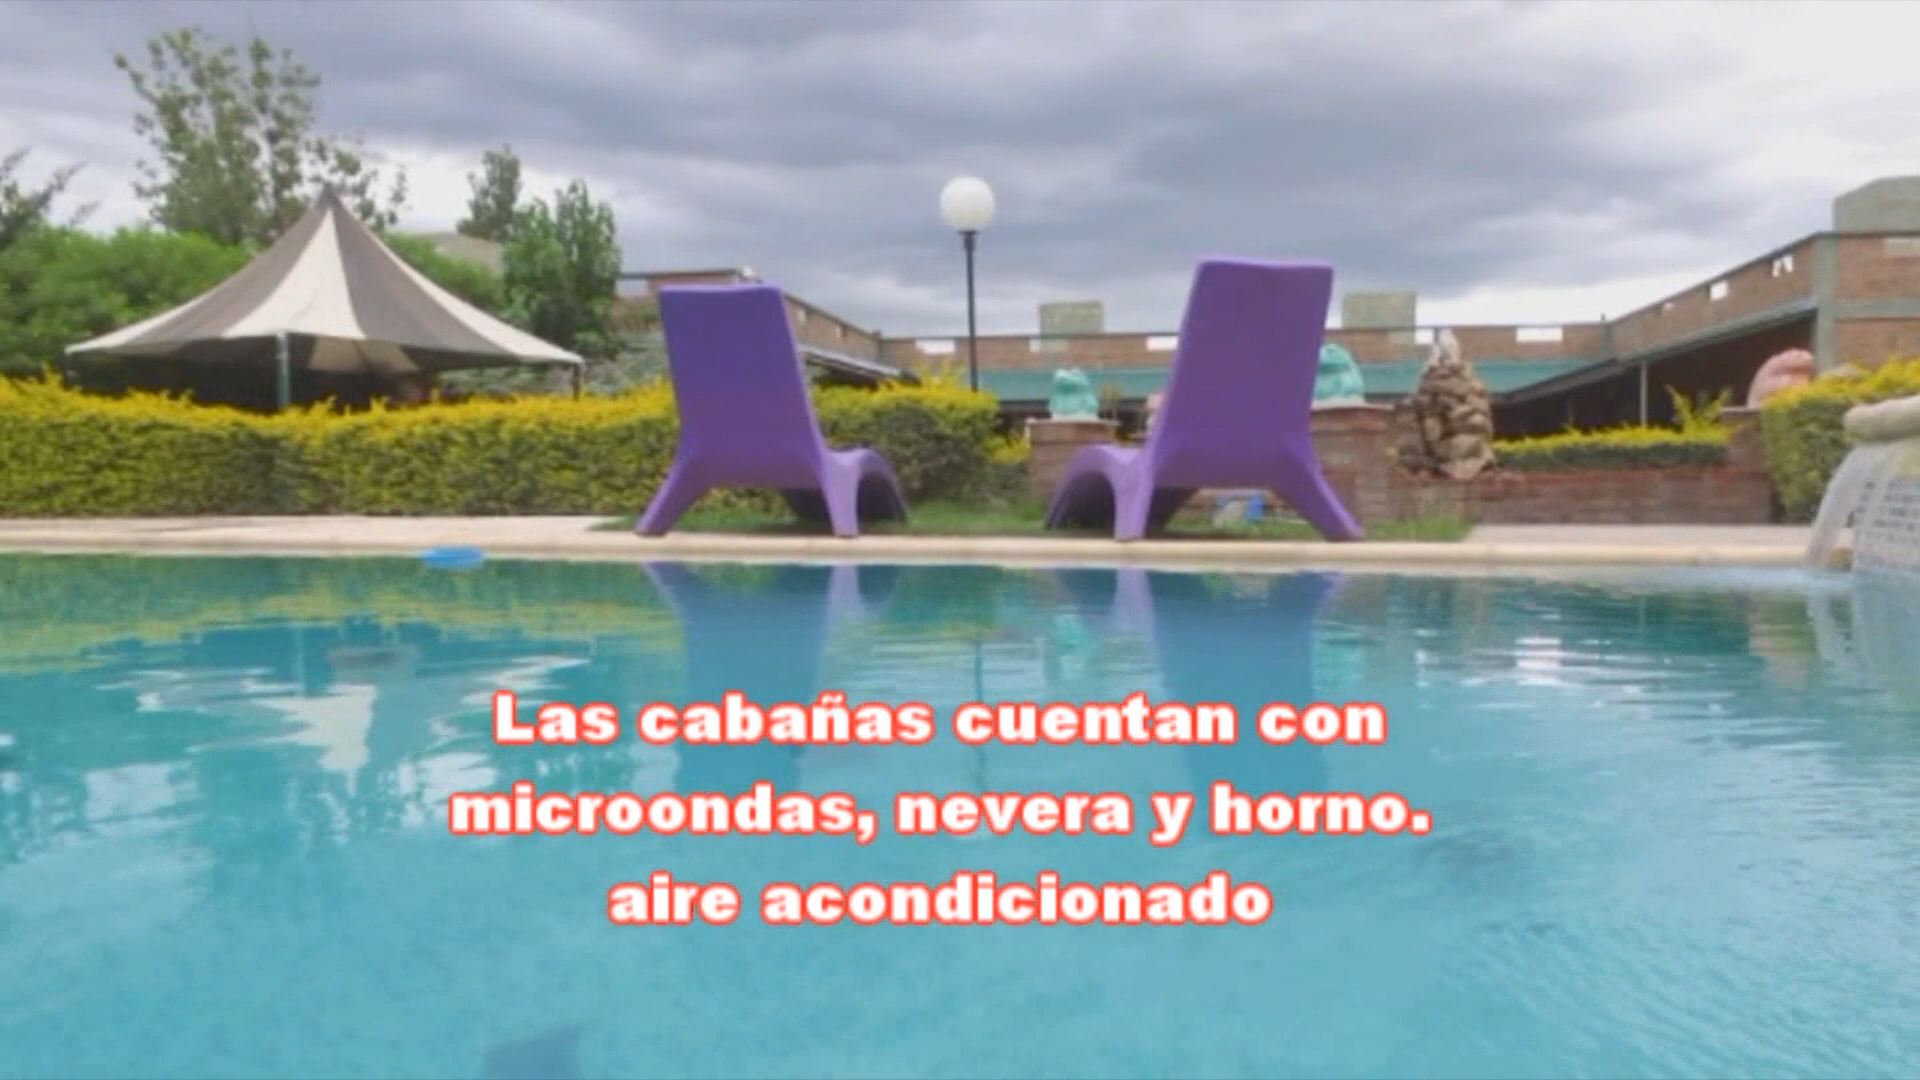 Las cabañas cuentan con
microondas, nevera y horno.
aire acondicionado